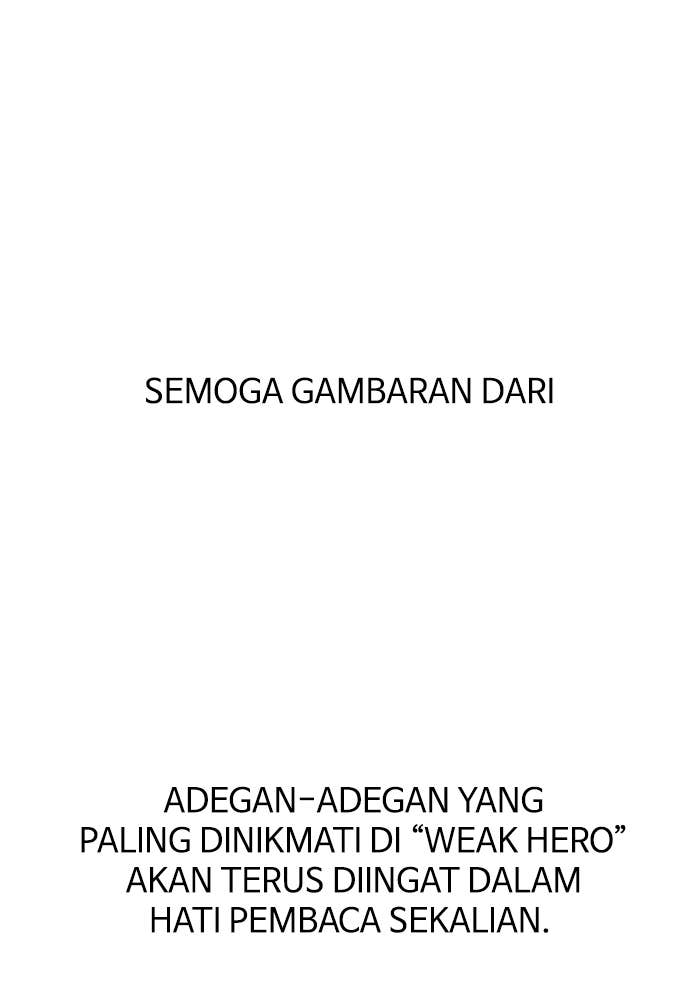 SEMOGA GAMBARAN DARI
ADEGAN-ADEGAN YANG
PALING DINIKMATI DI “WEAK HERO”
AKAN TERUS DIINGAT DALAM
HATI PEMBACA SEKALIAN.